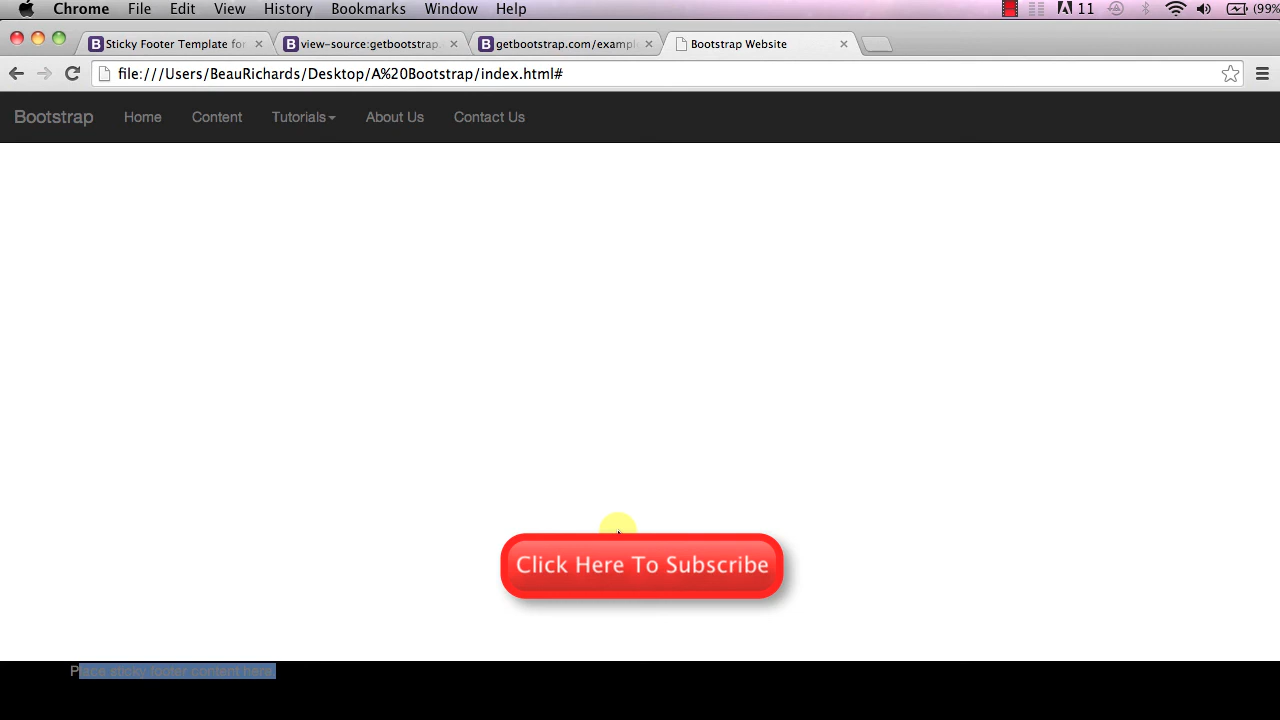 Chrome File Edit View History Bookmarks Window Help 11 (99%
Sticky Footer Template for view-source:getbootstrap. getbootstrap.com/exampl Bootstrap Website
file:///Users/BeauRichards/Desktop/A%20Bootstrap/index.html#
Bootstrap Home Content Tutorials About Us Contact Us
Click Here To Subscribe
Place sticky footer content here.